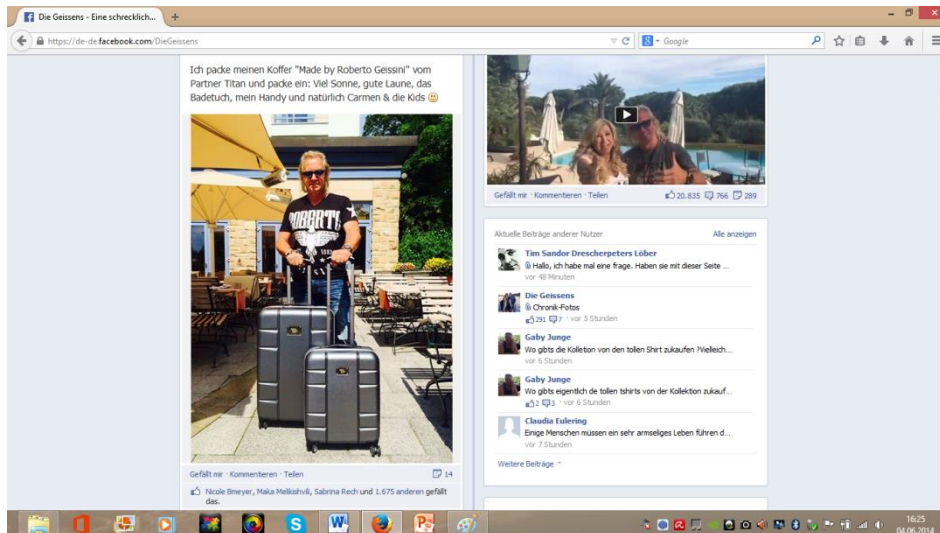 Die Geissens - Eine schrecklich...
https://de-de.facebook.com/DieGeissens
Google
Ich packe meinen Koffer "Made by Roberto Geissini" vom
Partner Titan und packe ein: Viel Sonne, gute Laune, das
Badetuch, mein Handy und natürlich Carmen & die Kids
ROBERTO
Gefällt mir · Kommentieren · Teilen
14
Nicole Bmeyer, Maka Melikishvili, Sabrina Rech und 1.675 anderen gefällt
das.
Gefällt mir · Kommentieren · Teilen
20.835 766 289
Aktuelle Beiträge anderer Nutzer
Alle anzeigen
Tim Sandor Drescherpeters Löber
Hallo, ich habe mal eine frage. Haben sie mit dieser Seite ...
vor 48 Minuten
Die Geissens
Chronik-Fotos
291 7 · vor 5 Stunden
Gaby Junge
Wo gibts die Kolletion von den tollen Shirt zukaufen ?Vielleich...
vor 6 Stunden
Gaby Junge
Wo gibts eigentlich de tollen tshirts von der Kollektion zukauf...
2 3 · vor 6 Stunden
Claudia Eulering
Einige Menschen müssen ein sehr armseliges Leben führen d...
vor 7 Stunden
Weitere Beiträge
16:25
04.06.2014